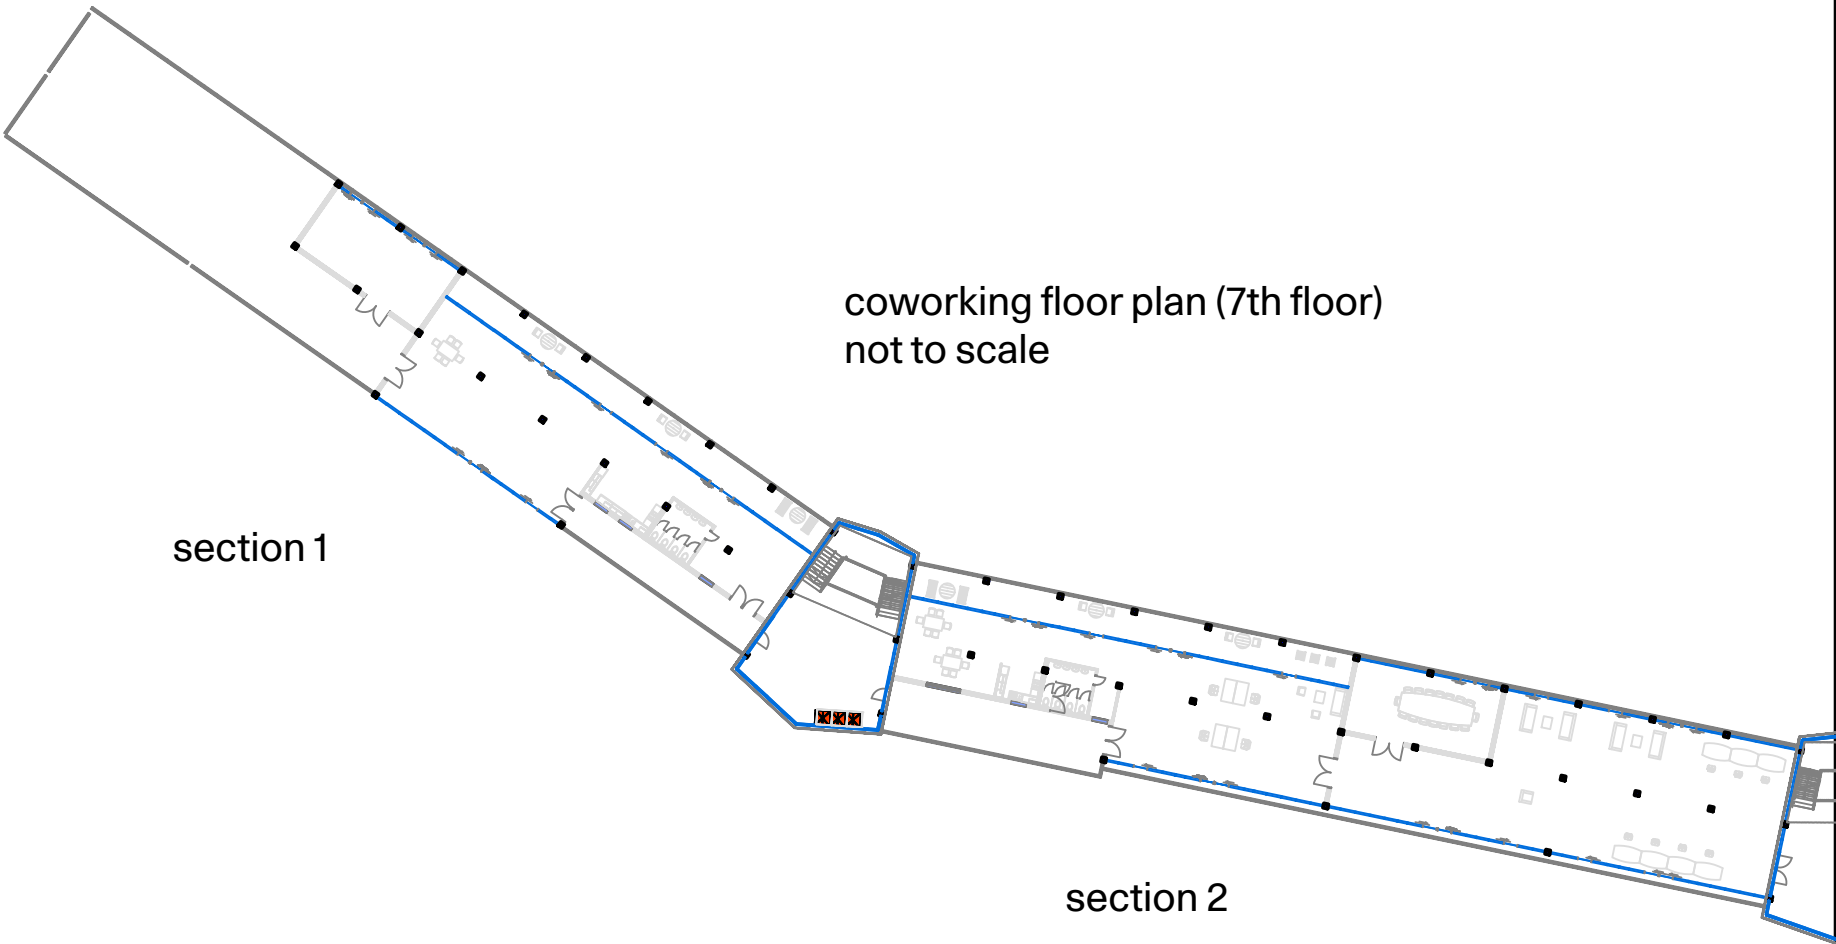 coworking floor plan (7th floor)
not to scale
section 1
section 2